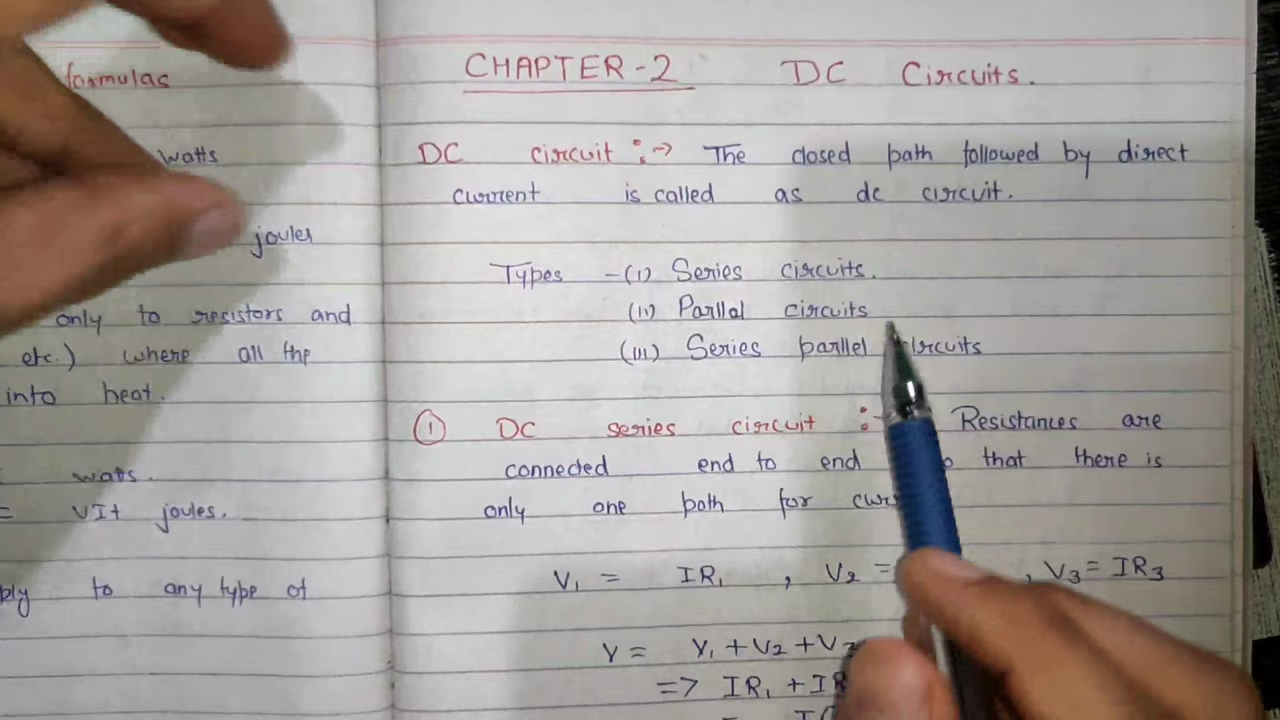 formulas
watts
joules
only to resistors and
etc.) where all the
into heat.
watts.
= VIt joules.
to any type of
CHAPTER-2 DC Circuits.
DC circuit :-> The closed path followed by direct
current is called as dc circuit.
Types -(i) Series circuits.
(ii) Parllal circuits
(iii) Series parllel circuits
① DC series circuit :- Resistances are
connected end to end that there is
only one path for
V₁ = IR₁ , V₂ = , V₃ = IR₃
V = V₁ + V₂ + V₃
=> IR₁ + IR